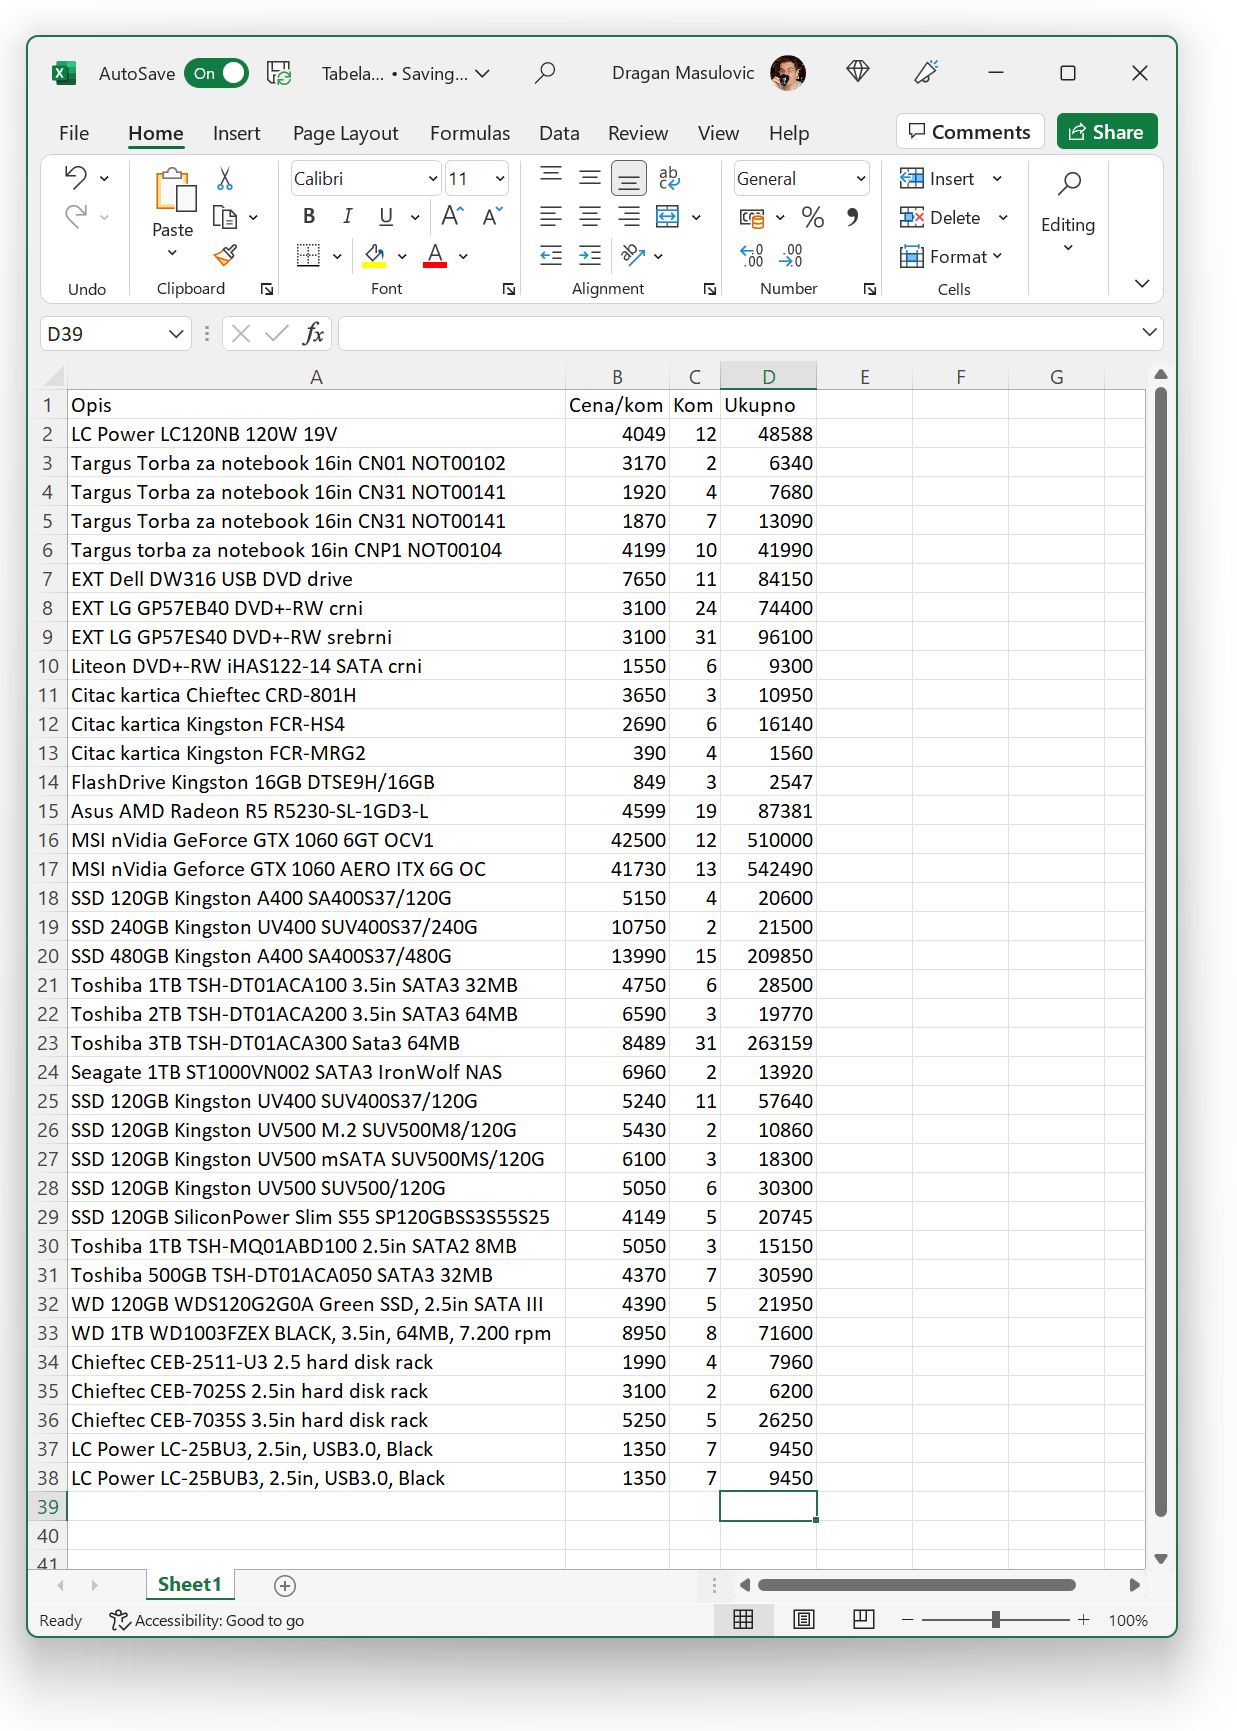 AutoSave On Tabela... • Saving... Dragan Masulovic
File Home Insert Page Layout Formulas Data Review View Help Comments Share
Calibri 11 General Insert
Paste B I U A A % Delete Editing
A Format
Undo Clipboard Font Alignment Number Cells
D39 fx
A B C D E F G
1 Opis Cena/kom Kom Ukupno
2 LC Power LC120NB 120W 19V 4049 12 48588
3 Targus Torba za notebook 16in CN01 NOT00102 3170 2 6340
4 Targus Torba za notebook 16in CN31 NOT00141 1920 4 7680
5 Targus Torba za notebook 16in CN31 NOT00141 1870 7 13090
6 Targus torba za notebook 16in CNP1 NOT00104 4199 10 41990
7 EXT Dell DW316 USB DVD drive 7650 11 84150
8 EXT LG GP57EB40 DVD+-RW crni 3100 24 74400
9 EXT LG GP57ES40 DVD+-RW srebrni 3100 31 96100
10 Liteon DVD+-RW iHAS122-14 SATA crni 1550 6 9300
11 Citac kartica Chieftec CRD-801H 3650 3 10950
12 Citac kartica Kingston FCR-HS4 2690 6 16140
13 Citac kartica Kingston FCR-MRG2 390 4 1560
14 FlashDrive Kingston 16GB DTSE9H/16GB 849 3 2547
15 Asus AMD Radeon R5 R5230-SL-1GD3-L 4599 19 87381
16 MSI nVidia GeForce GTX 1060 6GT OCV1 42500 12 510000
17 MSI nVidia Geforce GTX 1060 AERO ITX 6G OC 41730 13 542490
18 SSD 120GB Kingston A400 SA400S37/120G 5150 4 20600
19 SSD 240GB Kingston UV400 SUV400S37/240G 10750 2 21500
20 SSD 480GB Kingston A400 SA400S37/480G 13990 15 209850
21 Toshiba 1TB TSH-DT01ACA100 3.5in SATA3 32MB 4750 6 28500
22 Toshiba 2TB TSH-DT01ACA200 3.5in SATA3 64MB 6590 3 19770
23 Toshiba 3TB TSH-DT01ACA300 Sata3 64MB 8489 31 263159
24 Seagate 1TB ST1000VN002 SATA3 IronWolf NAS 6960 2 13920
25 SSD 120GB Kingston UV400 SUV400S37/120G 5240 11 57640
26 SSD 120GB Kingston UV500 M.2 SUV500M8/120G 5430 2 10860
27 SSD 120GB Kingston UV500 mSATA SUV500MS/120G 6100 3 18300
28 SSD 120GB Kingston UV500 SUV500/120G 5050 6 30300
29 SSD 120GB SiliconPower Slim S55 SP120GBSS3S55S25 4149 5 20745
30 Toshiba 1TB TSH-MQ01ABD100 2.5in SATA2 8MB 5050 3 15150
31 Toshiba 500GB TSH-DT01ACA050 SATA3 32MB 4370 7 30590
32 WD 120GB WDS120G2G0A Green SSD, 2.5in SATA III 4390 5 21950
33 WD 1TB WD1003FZEX BLACK, 3.5in, 64MB, 7.200 rpm 8950 8 71600
34 Chieftec CEB-2511-U3 2.5 hard disk rack 1990 4 7960
35 Chieftec CEB-7025S 2.5in hard disk rack 3100 2 6200
36 Chieftec CEB-7035S 3.5in hard disk rack 5250 5 26250
37 LC Power LC-25BU3, 2.5in, USB3.0, Black 1350 7 9450
38 LC Power LC-25BUB3, 2.5in, USB3.0, Black 1350 7 9450
39
40
41
Sheet1
Ready Accessibility: Good to go 100%